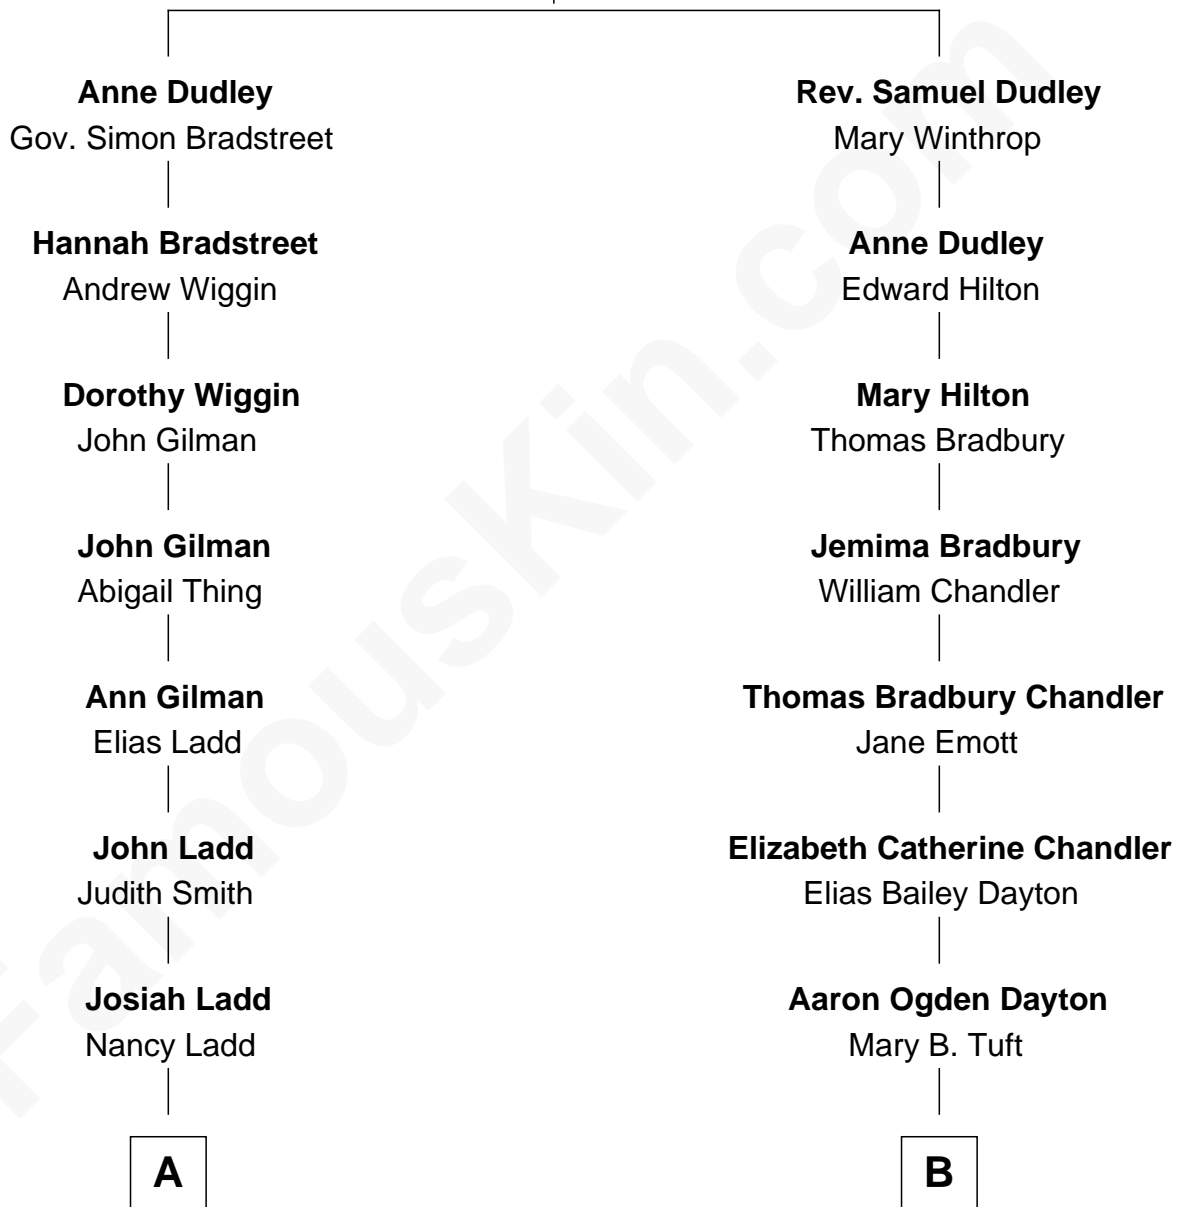 Anne Dudley
Gov. Simon Bradstreet
Hannah Bradstreet
Andrew Wiggin
Dorothy Wiggin
John Gilman
John Gilman
Abigail Thing
Ann Gilman
Elias Ladd
John Ladd
Judith Smith
Josiah Ladd
Nancy Ladd
A
Rev. Samuel Dudley
Mary Winthrop
Anne Dudley
Edward Hilton
Mary Hilton
Thomas Bradbury
Jemima Bradbury
William Chandler
Thomas Bradbury Chandler
Jane Emott
Elizabeth Catherine Chandler
Elias Bailey Dayton
Aaron Ogden Dayton
Mary B. Tuft
B
FamousKin.com